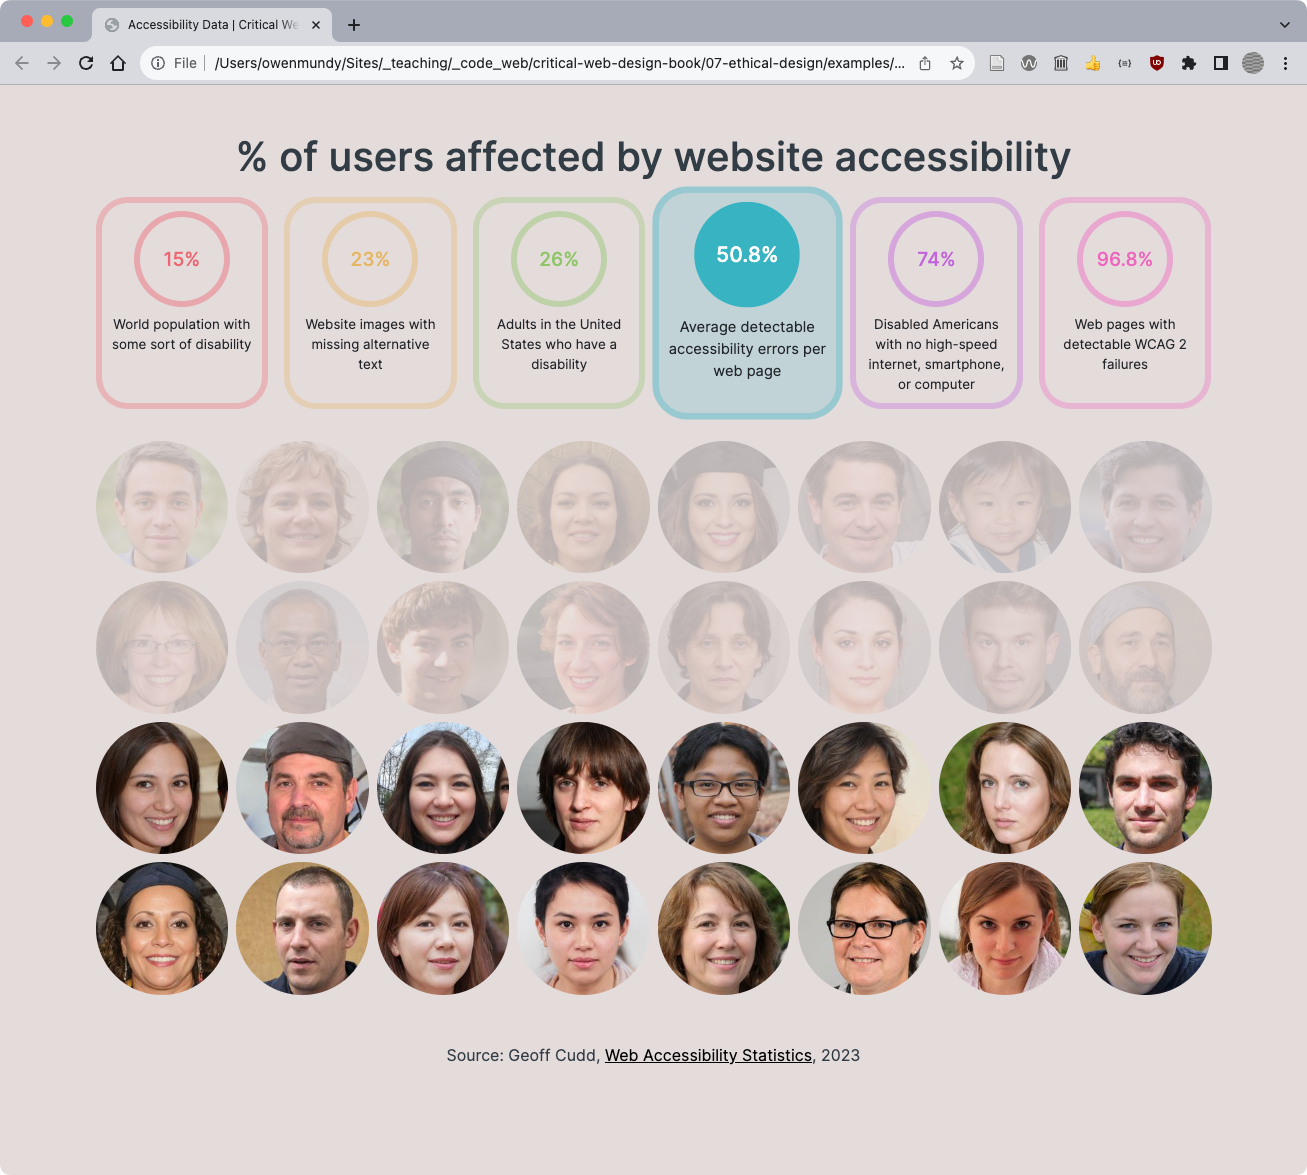 Accessibility Data | Critical We
File
/Users/owenmundy/Sites/_teaching/_code_web/critical-web-design-book/07-ethical-design/examples/...
% of users affected by website accessibility
15%
World population with
some sort of disability
23%
Website images with
missing alternative
text
26%
Adults in the United
States who have a
disability
50.8%
Average detectable
accessibility errors per
web page
74%
Disabled Americans
with no high-speed
internet, smartphone,
or computer
96.8%
Web pages with
detectable WCAG 2
failures
Source: Geoff Cudd, Web Accessibility Statistics, 2023